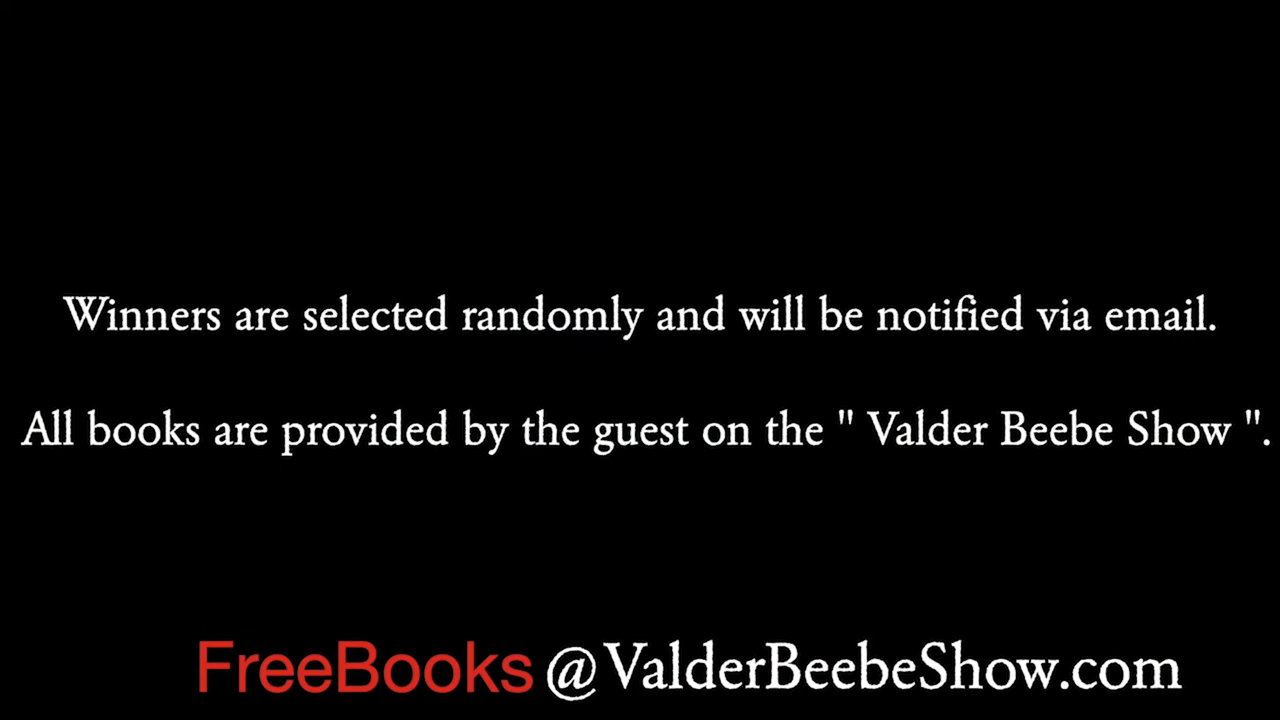 Winners are selected randomly and will be notified via email.
All books are provided by the guest on the " Valder Beebe Show ".
FreeBooks @ValderBeebeShow.com